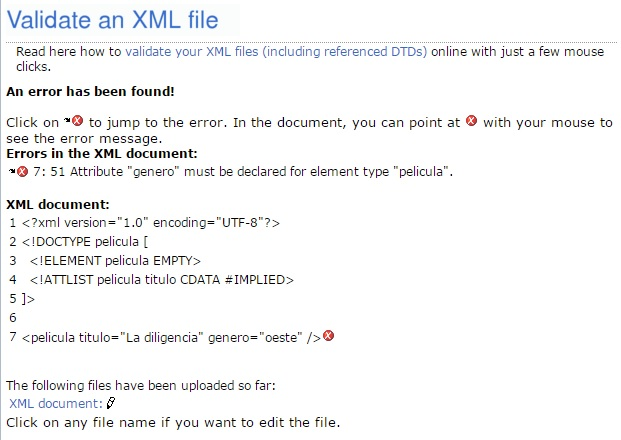 Validate an XML file
Read here how to validate your XML files (including referenced DTDs) online with just a few mouse
clicks.
An error has been found!
Click on to jump to the error. In the document, you can point at with your mouse to
see the error message.
Errors in the XML document:
7: 51 Attribute "genero" must be declared for element type "pelicula".
XML document:
1 <?xml version="1.0" encoding="UTF-8"?>
2 <!DOCTYPE pelicula [
3 <!ELEMENT pelicula EMPTY>
4 <!ATTLIST pelicula titulo CDATA #IMPLIED>
5 ]>
6
7 <pelicula titulo="La diligencia" genero="oeste" />
The following files have been uploaded so far:
XML document:
Click on any file name if you want to edit the file.